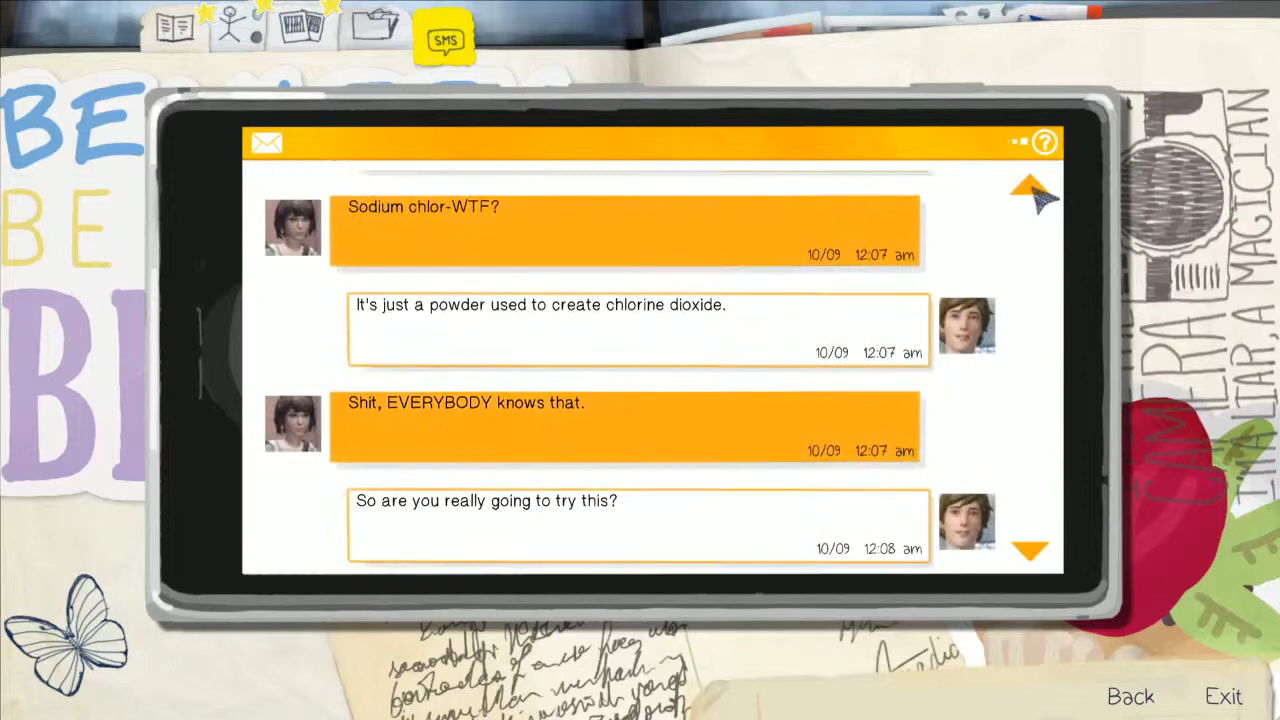 SMS
BE
BE
Sodium chlor-WTF?
10/09 12:07 am
It's just a powder used to create chlorine dioxide.
10/09 12:07 am
Shit, EVERYBODY knows that.
10/09 12:07 am
So are you really going to try this?
10/09 12:08 am
CAMERA
LIAR, A MAGICIAN
Back
Exit